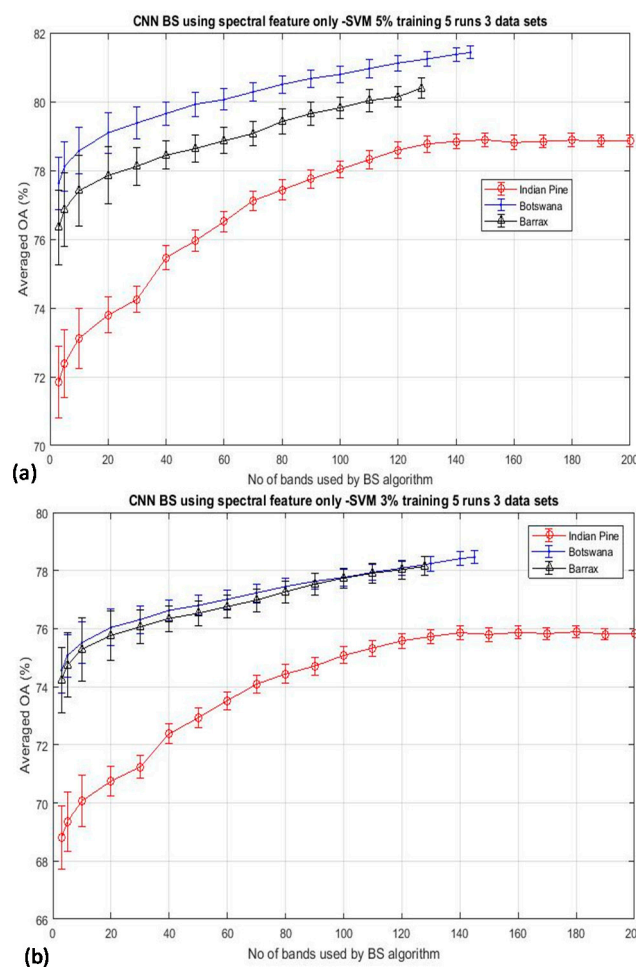 CNN BS using spectral feature only -SVM 5% training 5 runs 3 data sets
82
80
78
76
74
72
70
Averaged OA (%)
Indian Pine
Botswana
Barrax
0 20 40 60 80 100 120 140 160 180 200
No of bands used by BS algorithm
(a)
CNN BS using spectral feature only -SVM 3% training 5 runs 3 data sets
80
78
76
74
72
70
68
66
Averaged OA (%)
Indian Pine
Botswana
Barrax
0 20 40 60 80 100 120 140 160 180 200
No of bands used by BS algorithm
(b)